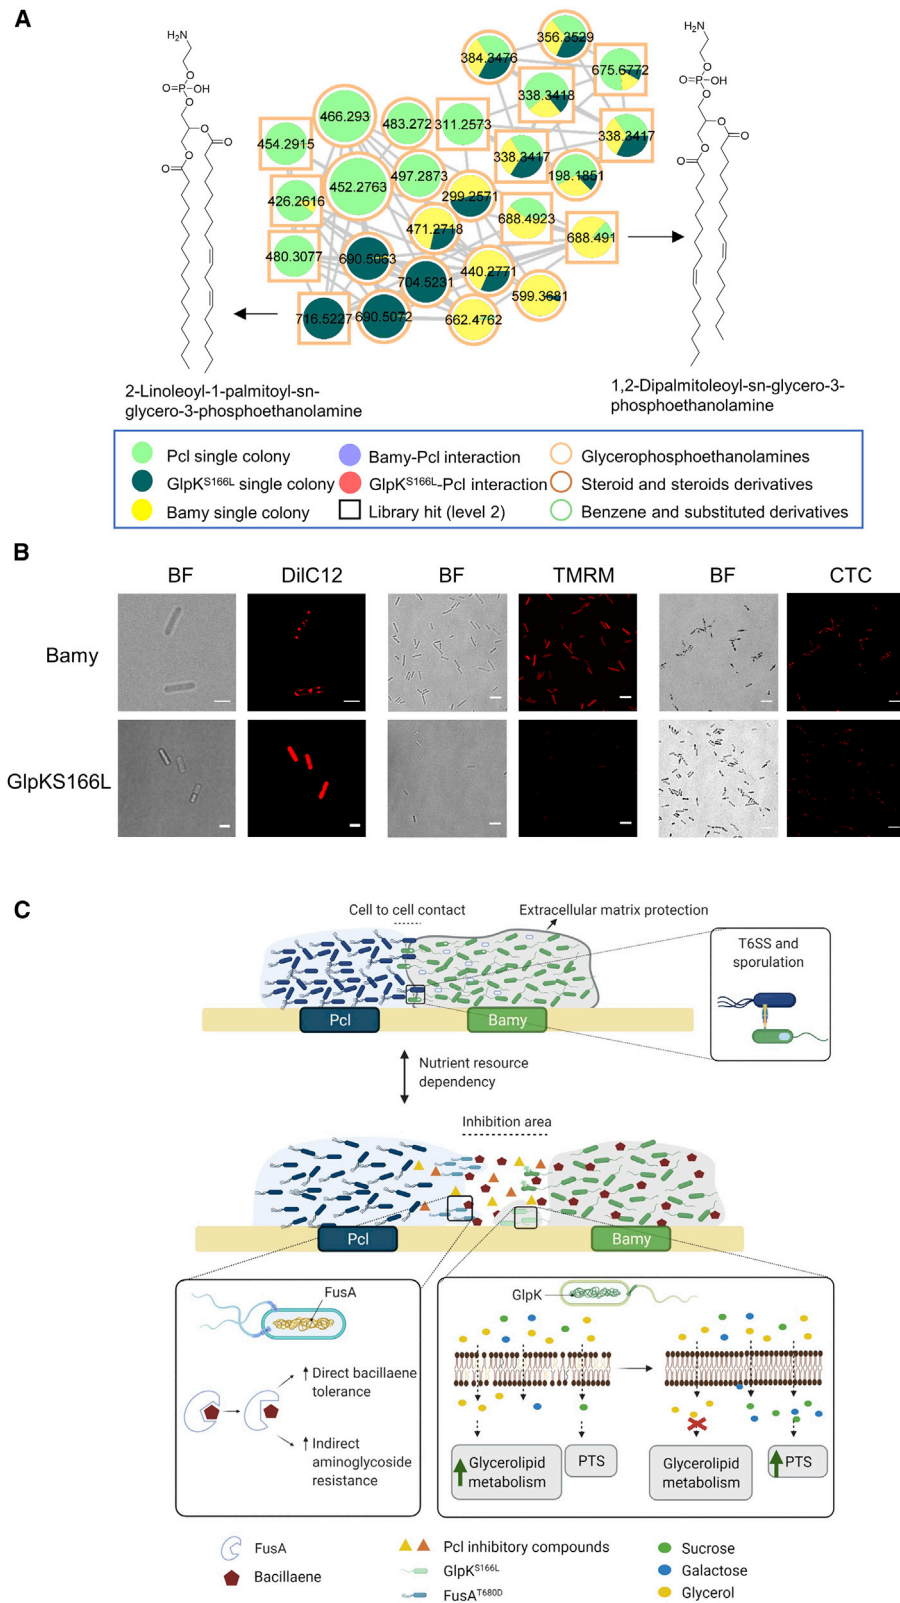 A
H₂N
O
O=P-OH
O
O
O
O
O
384.3476
356.3529
675.6772
338.3418
466.293
483.272
311.2573
338.3417
454.2915
338.3417
198.1851
452.2763
497.2873
299.2571
426.2616
688.4923
471.2718
688.491
480.3077
690.5063
704.5231
440.2771
599.3681
716.5227
690.5072
662.4762
H₂N
O
O=P-OH
O
O
O
O
O
2-Linoleoyl-1-palmitoyl-sn-
glycero-3-phosphoethanolamine
1,2-Dipalmitoleoyl-sn-glycero-3-
phosphoethanolamine
Pcl single colony
Bamy-Pcl interaction
Glycerophosphoethanolamines
GlpKS166L single colony
GlpKS166L-Pcl interaction
Steroid and steroids derivatives
Bamy single colony
Library hit (level 2)
Benzene and substituted derivatives
B
BF
DilC12
BF
TMRM
BF
CTC
Bamy
GlpKS166L
C
Cell to cell contact
Extracellular matrix protection
T6SS and
sporulation
Pcl
Bamy
Nutrient resource
dependency
Inhibition area
Pcl
Bamy
FusA
Direct bacillaene
tolerance
Indirect
aminoglycoside
resistance
GlpK
Glycerolipid
metabolism
PTS
Glycerolipid
metabolism
PTS
FusA
Bacillaene
Pcl inhibitory compounds
GlpKS166L
FusAT680D
Sucrose
Galactose
Glycerol